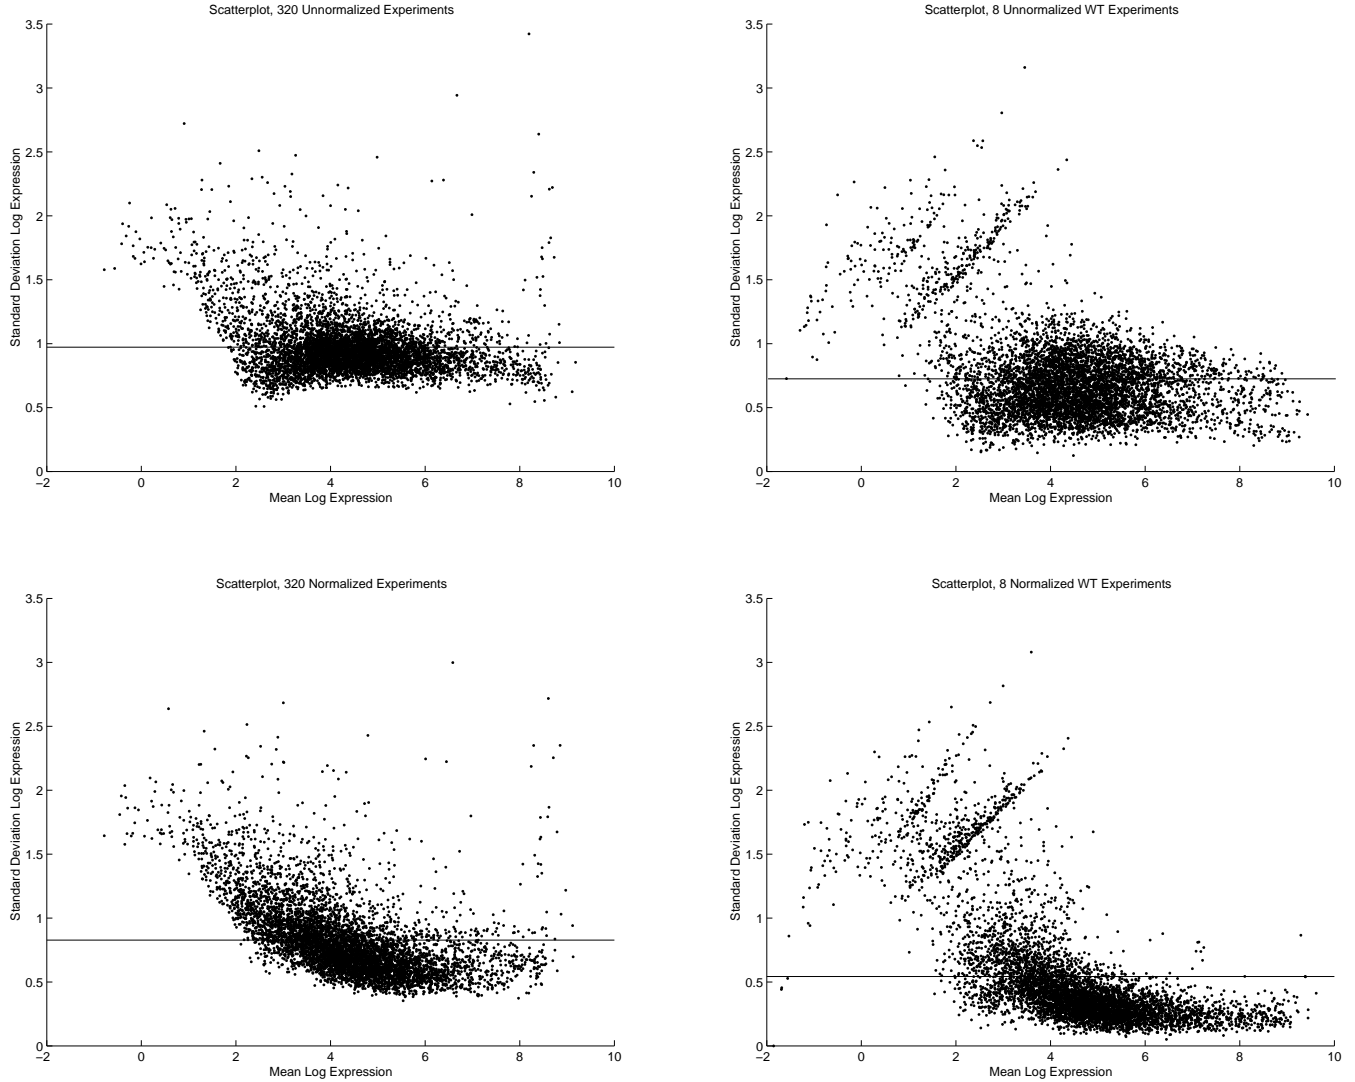 Scatterplot, 320 Unnormalized Experiments
3.5
3
2.5
2
1.5
1
0.5
0
Standard Deviation Log Expression
−2 0 2 4 6 8 10
Mean Log Expression
Scatterplot, 8 Unnormalized WT Experiments
3.5
3
2.5
2
1.5
1
0.5
0
Standard Deviation Log Expression
−2 0 2 4 6 8 10
Mean Log Expression
Scatterplot, 320 Normalized Experiments
3.5
3
2.5
2
1.5
1
0.5
0
Standard Deviation Log Expression
−2 0 2 4 6 8 10
Mean Log Expression
Scatterplot, 8 Normalized WT Experiments
3.5
3
2.5
2
1.5
1
0.5
0
Standard Deviation Log Expression
−2 0 2 4 6 8 10
Mean Log Expression